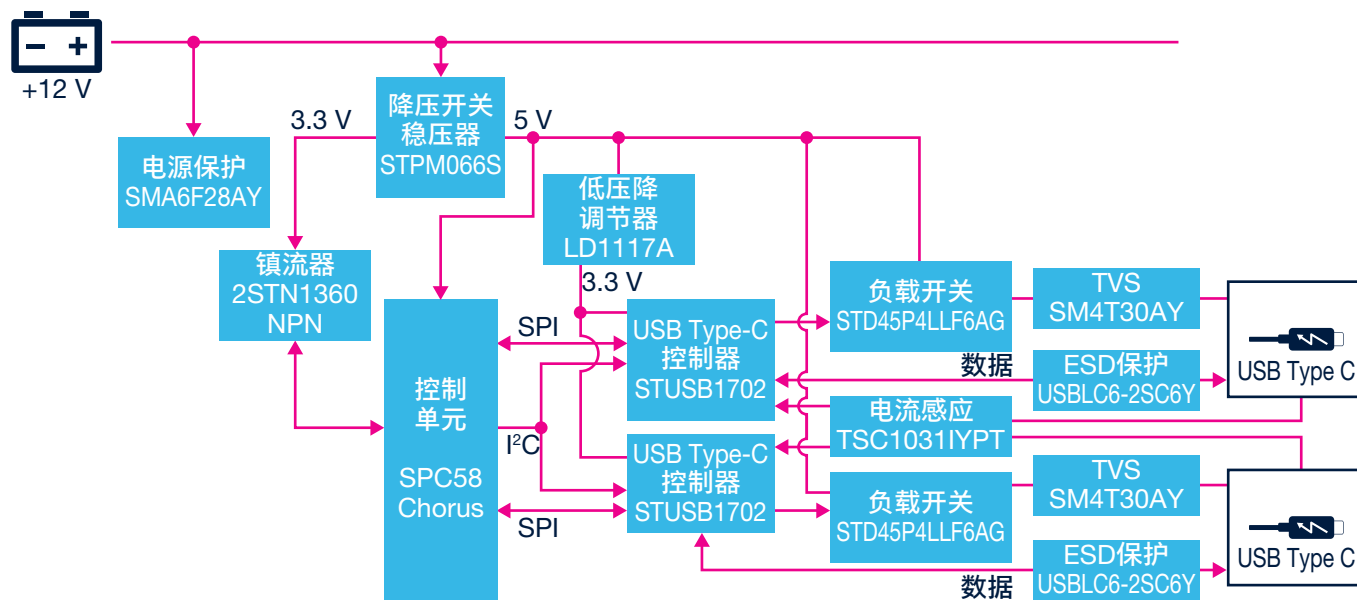 +12 V
电源保护
SMA6F28AY
3.3 V
降压开关
稳压器
STPM066S
5 V
低压降
调节器
LD1117A
3.3 V
镇流器
2STN1360
NPN
控制
单元
SPC58
Chorus
SPI
I²C
SPI
USB Type-C
控制器
STUSB1702
USB Type-C
控制器
STUSB1702
负载开关
STD45P4LLF6AG
TVS
SM4T30AY
数据
ESD保护
USBLC6-2SC6Y
USB Type C
电流感应
TSC1031IYPT
负载开关
STD45P4LLF6AG
TVS
SM4T30AY
数据
ESD保护
USBLC6-2SC6Y
USB Type C